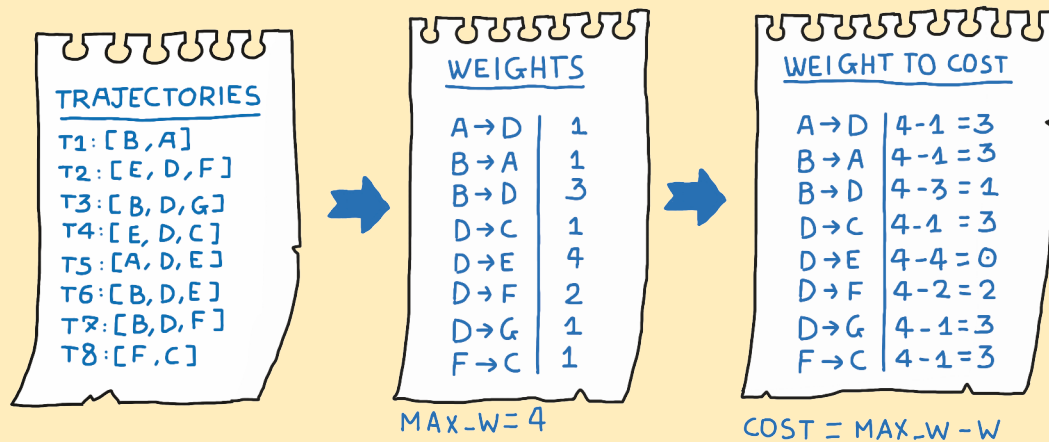 TRAJECTORIES
T1: [B, A]
T2: [E, D, F]
T3: [B, D, G]
T4: [E, D, C]
T5: [A, D, E]
T6: [B, D, E]
T7: [B, D, F]
T8: [F, C]
WEIGHTS
A → D | 1
B → A | 1
B → D | 3
D → C | 1
D → E | 4
D → F | 2
D → G | 1
F → C | 1
MAX_W = 4
WEIGHT TO COST
A → D | 4 - 1 = 3
B → A | 4 - 1 = 3
B → D | 4 - 3 = 1
D → C | 4 - 1 = 3
D → E | 4 - 4 = 0
D → F | 4 - 2 = 2
D → G | 4 - 1 = 3
F → C | 4 - 1 = 3
COST = MAX_W - W